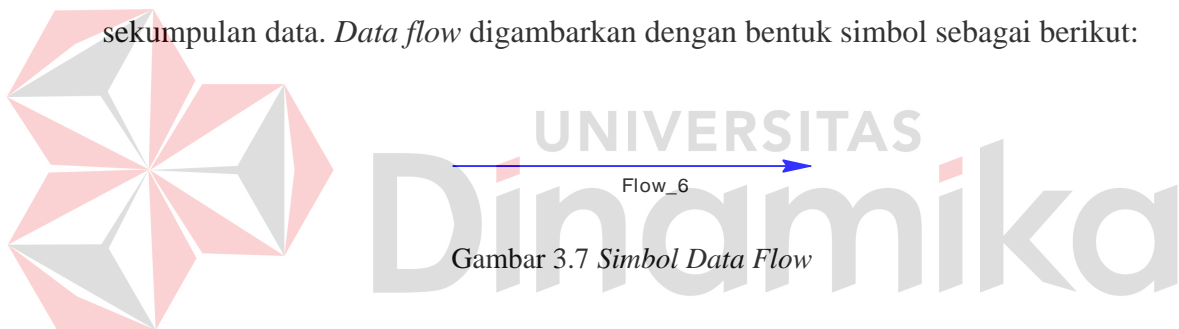 sekumpulan data. Data flow digambarkan dengan bentuk simbol sebagai berikut:
UNIVERSITAS
Dinamika
Flow_6
Gambar 3.7 Simbol Data Flow